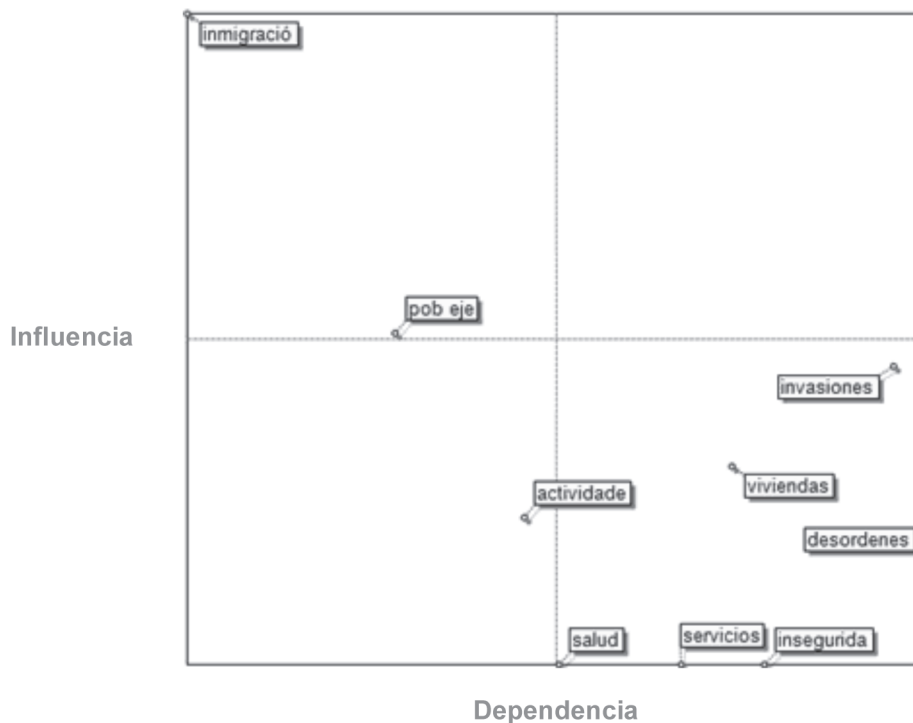 inmigració
pob eje
Influencia
invasiones
viviendas
actividade
desordenes
salud
servicios
insegurida
Dependencia